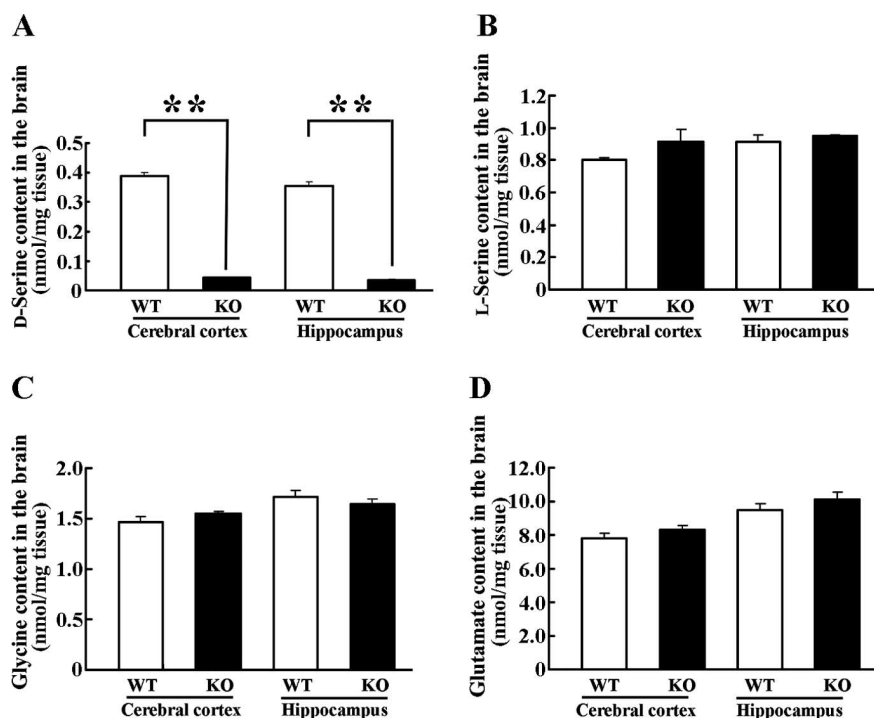 A
D-Serine content in the brain
(nmol/mg tissue)
**
**
0.5
0.4
0.3
0.2
0.1
0
WT KO WT KO
Cerebral cortex Hippocampus
B
L-Serine content in the brain
(nmol/mg tissue)
1.2
1.0
0.8
0.6
0.4
0.2
0
WT KO WT KO
Cerebral cortex Hippocampus
C
Glycine content in the brain
(nmol/mg tissue)
2.0
1.5
1.0
0.5
0
WT KO WT KO
Cerebral cortex Hippocampus
D
Glutamate content in the brain
(nmol/mg tissue)
12.0
10.0
8.0
6.0
4.0
2.0
0
WT KO WT KO
Cerebral cortex Hippocampus